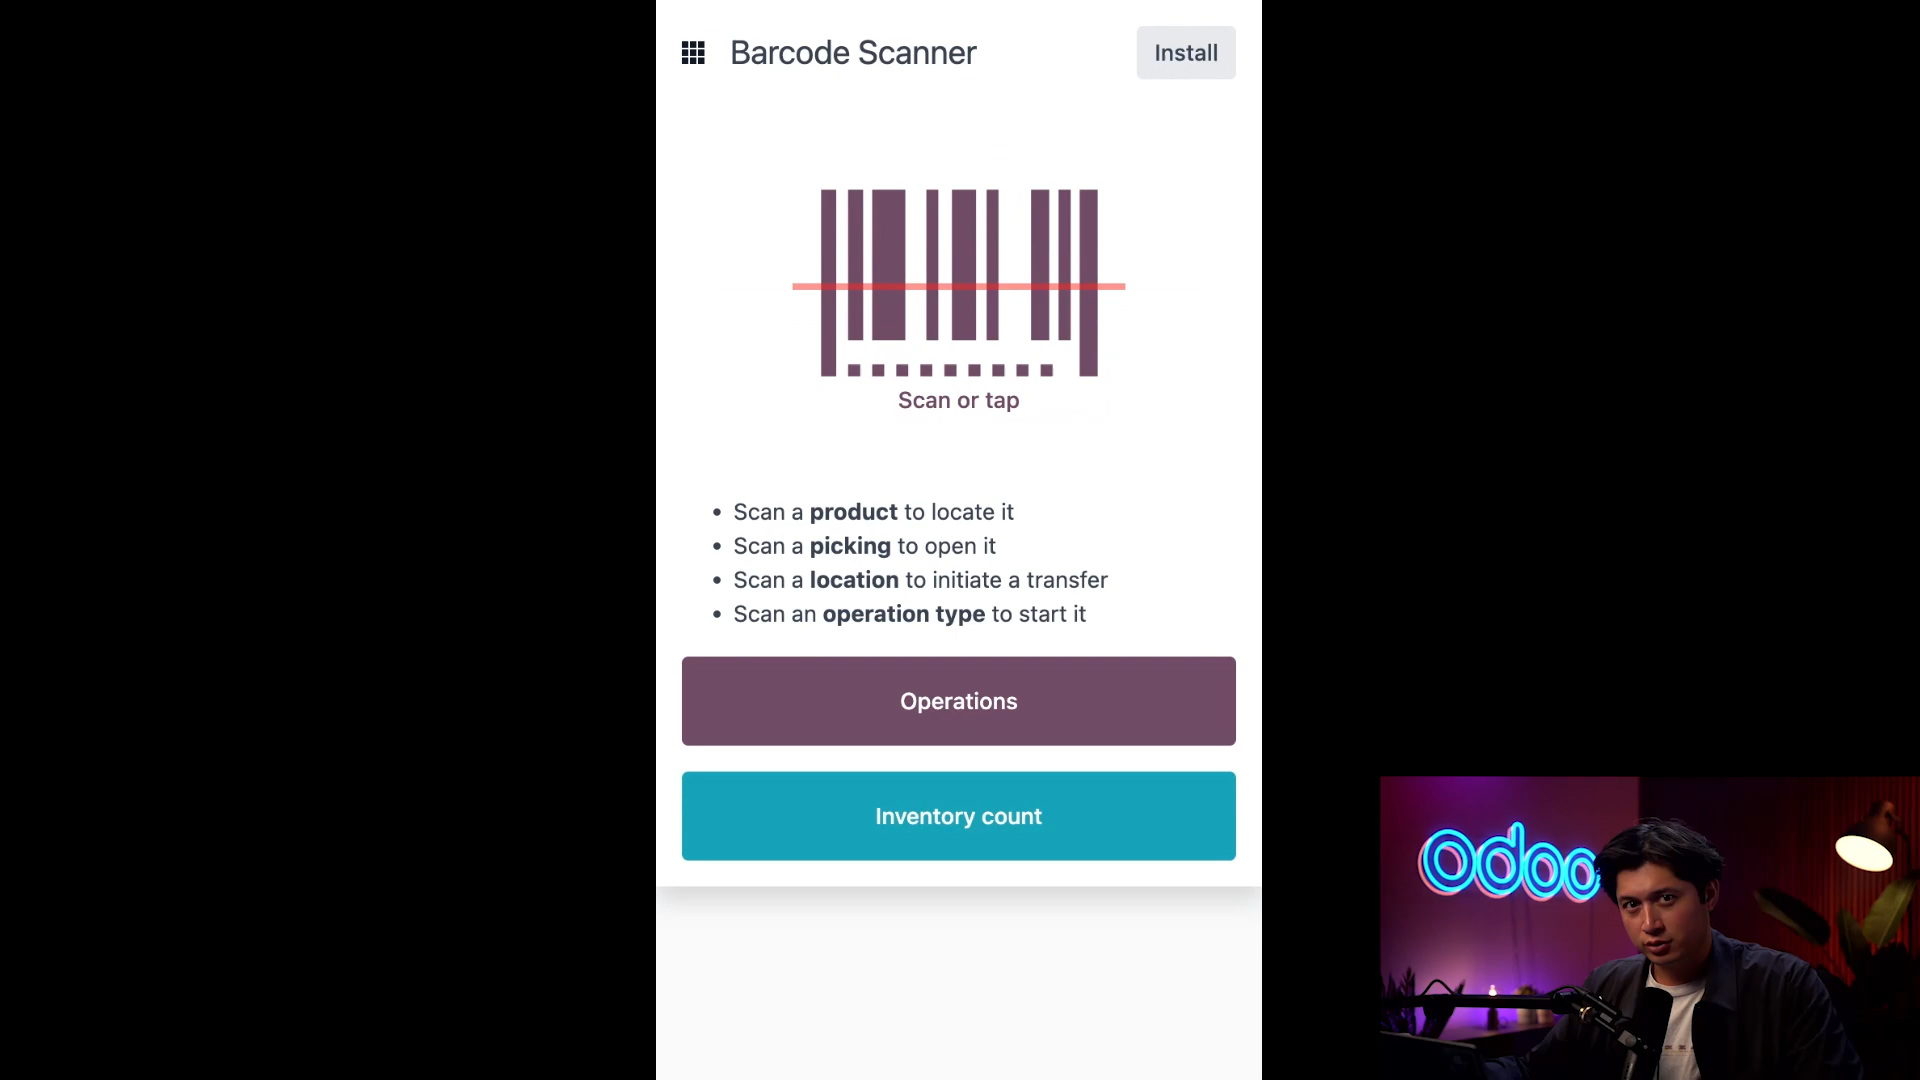 Barcode Scanner
Install
Scan or tap
• Scan a product to locate it
• Scan a picking to open it
• Scan a location to initiate a transfer
• Scan an operation type to start it
Operations
Inventory count
odoo